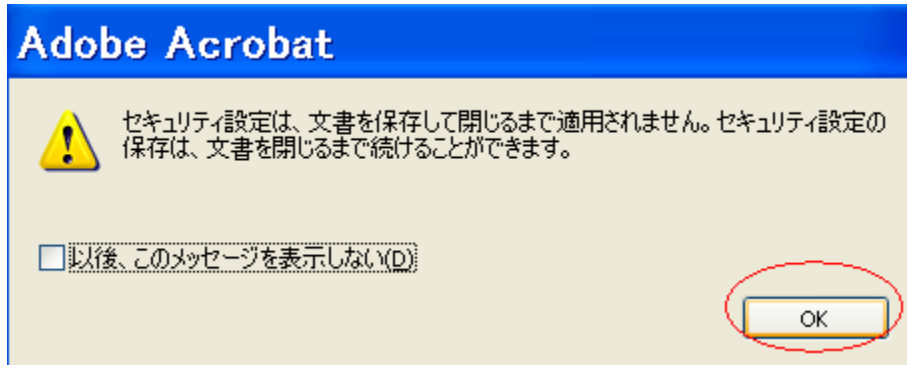 Adobe Acrobat
セキュリティ設定は、文書を保存して閉じるまで適用されません。セキュリティ設定の
保存は、文書を閉じるまで続けることができます。
以後、このメッセージを表示しない(D)
OK